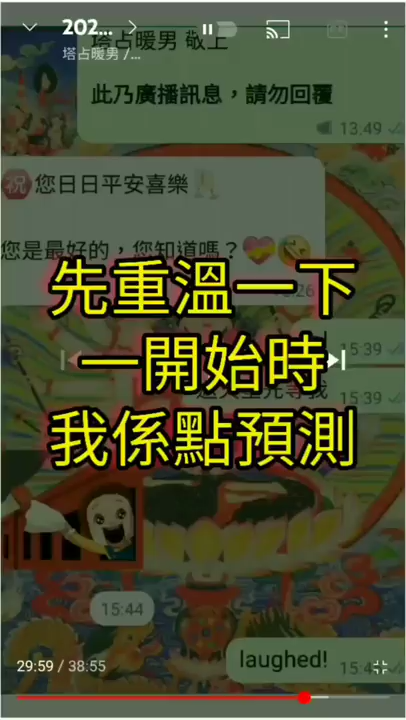 202...
塔占暖男 /...
塔占暖男 敬上
此乃廣播訊息，請勿回覆
13:49
祝您日日平安喜樂
您是最好的，您知道嗎？
先重溫一下
15:39
一開始時
15:39
我係點預測
15:44
laughed!
29:59 / 38:55